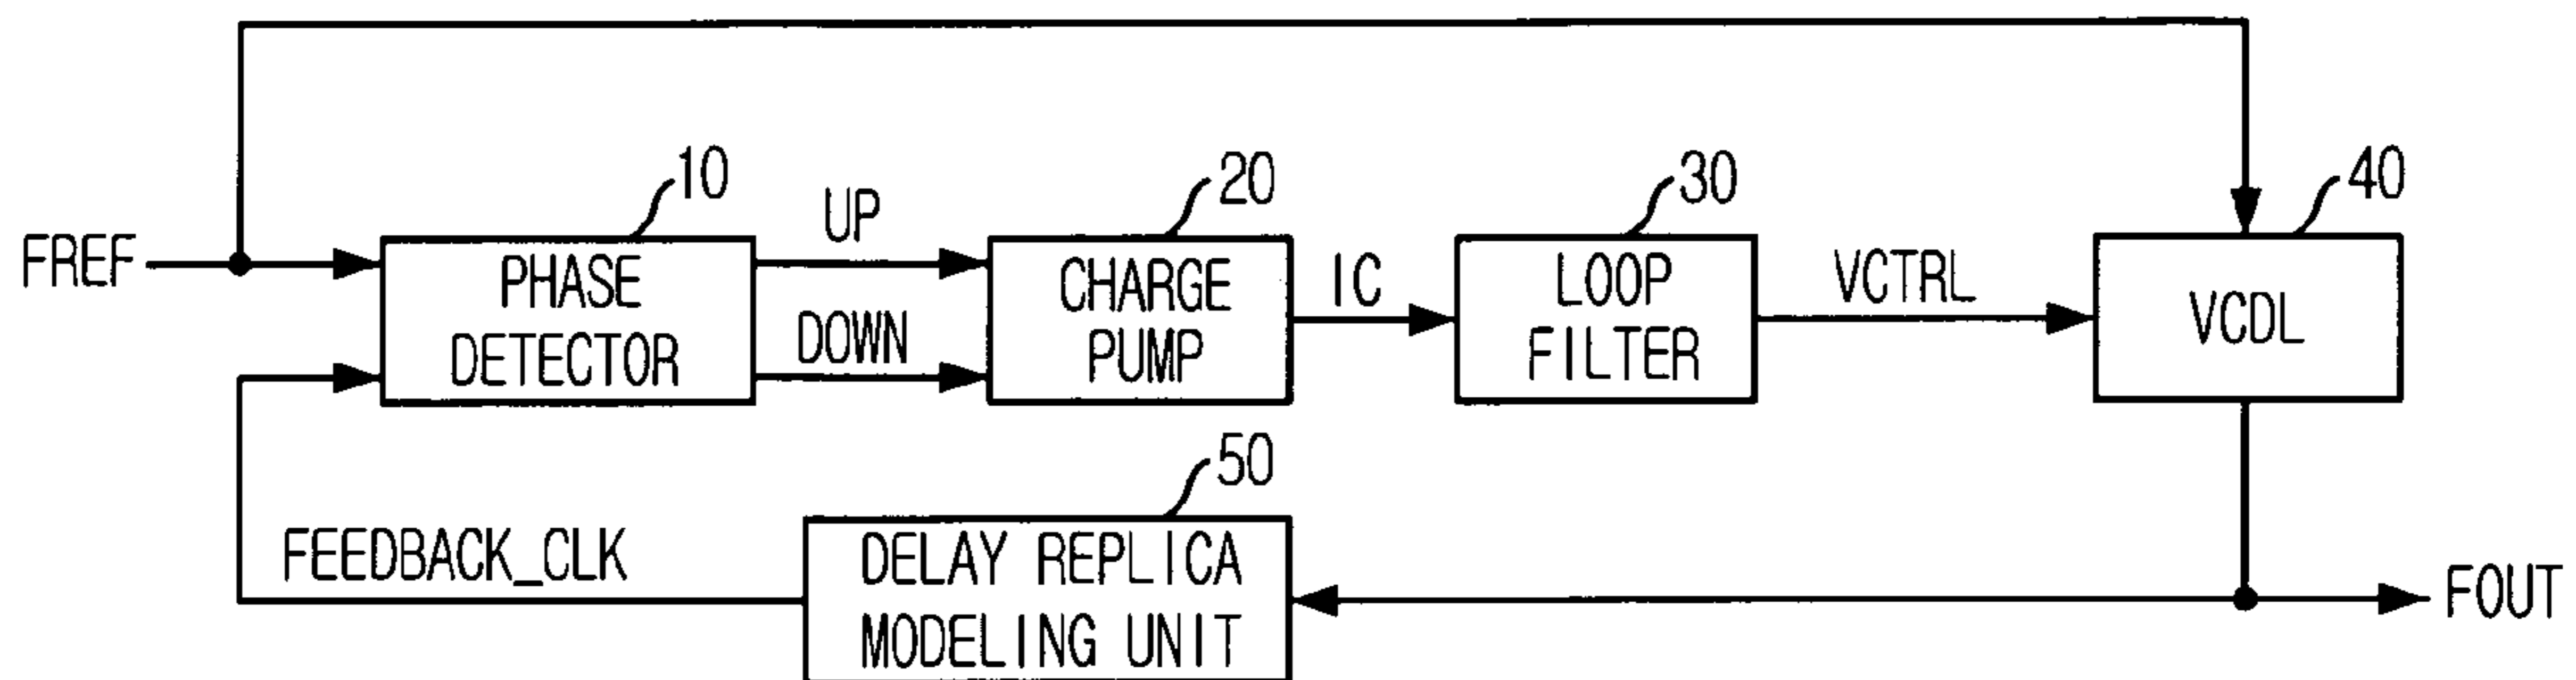 10
20
30
40
FREF
PHASE
DETECTOR
UP
DOWN
CHARGE
PUMP
IC
LOOP
FILTER
VCTRL
VCDL
50
FEEDBACK_CLK
DELAY REPLICA
MODELING UNIT
FOUT